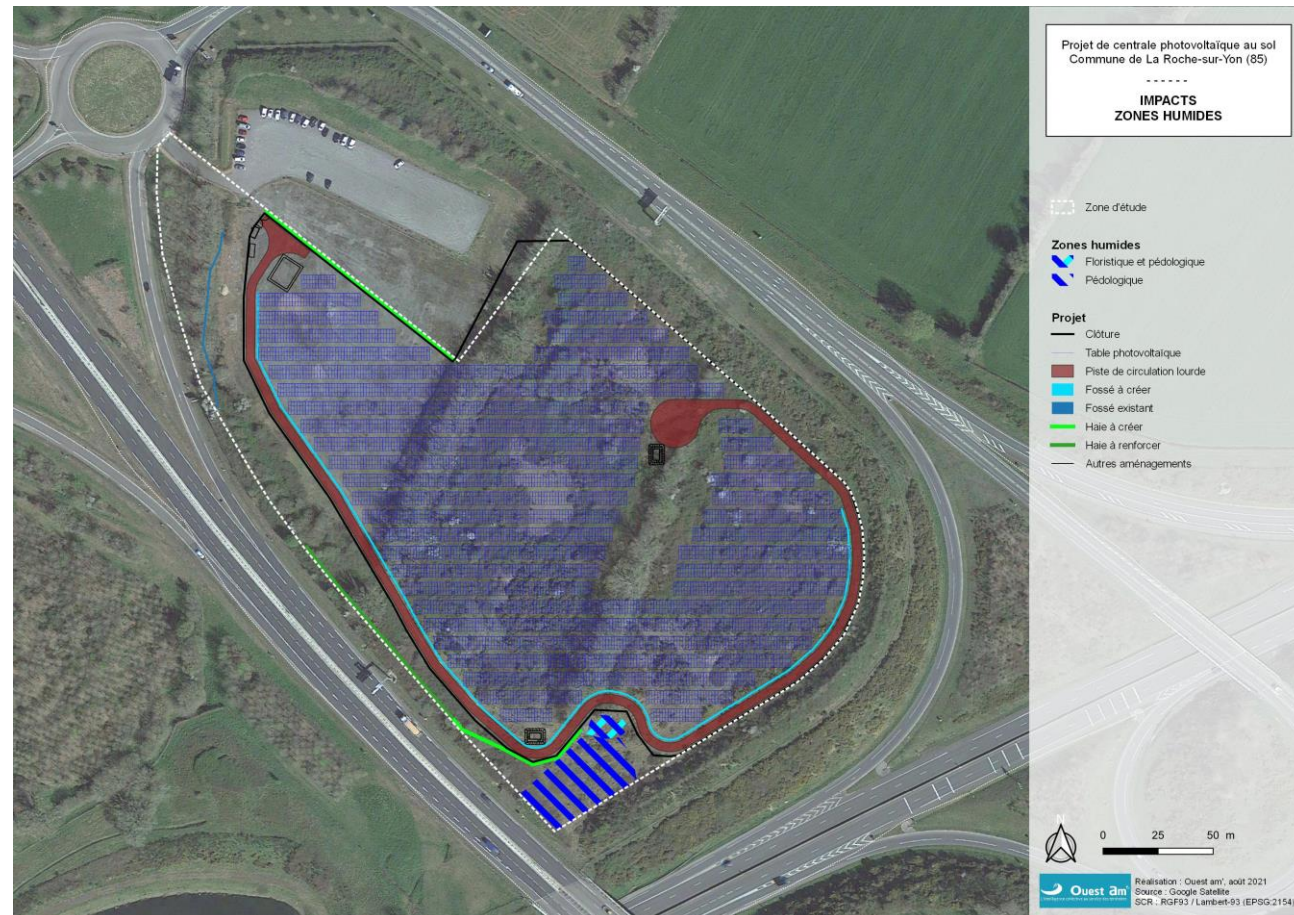 Projet de centrale photovoltaïque au sol
Commune de La Roche-sur-Yon (85)
- - - - - -
IMPACTS
ZONES HUMIDES
Zone d'étude
Zones humides
Floristique et pédologique
Pédologique
Projet
Clôture
Table photovoltaïque
Piste de circulation lourde
Fossé à créer
Fossé existant
Haie à créer
Haie à renforcer
Autres aménagements
N
0 25 50 m
Ouest am'
Réalisation : Ouest am', août 2021
Source : Google Satellite
SCR : RGF93 / Lambert-93 (EPSG:2154)